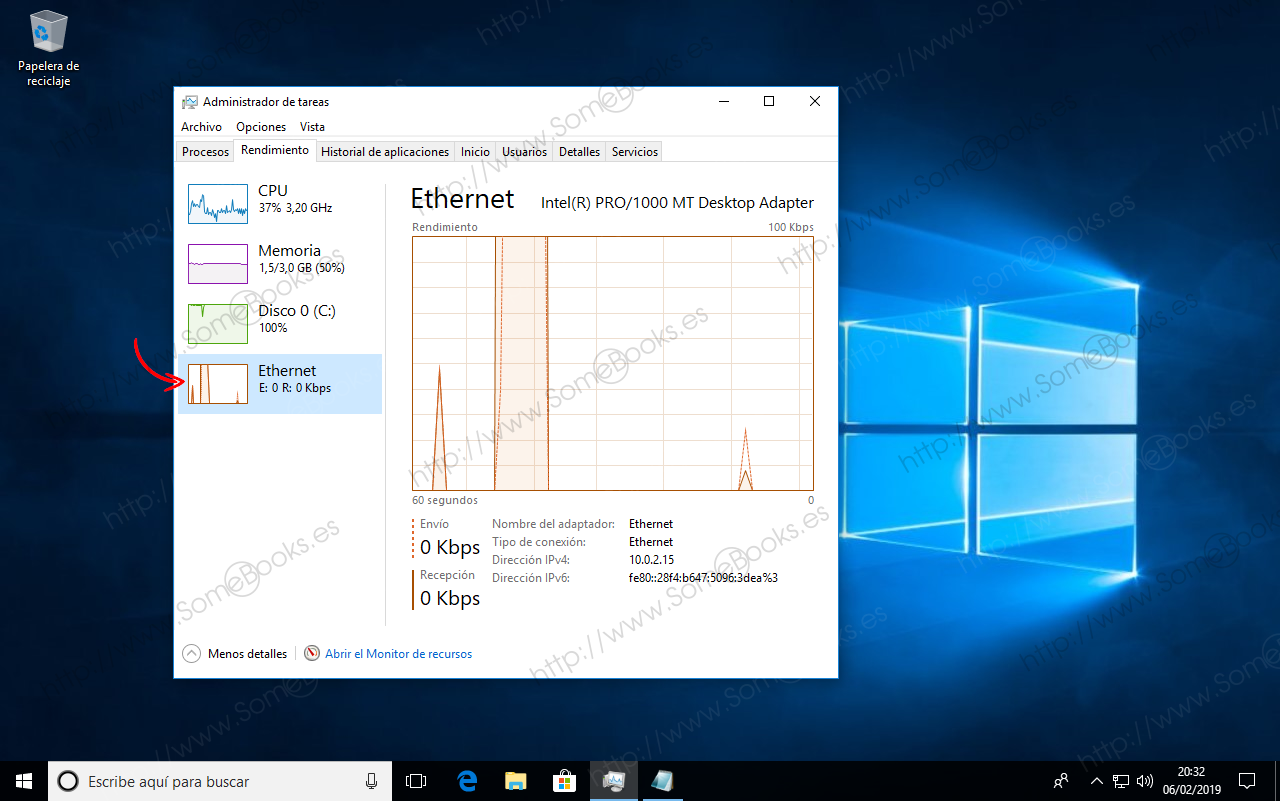 Papelera de
reciclaje
Administrador de tareas
Archivo Opciones Vista
Procesos Rendimiento Historial de aplicaciones Inicio Usuarios Detalles Servicios
CPU
37% 3,20 GHz
Memoria
1,5/3,0 GB (50%)
Disco 0 (C:)
100%
Ethernet
E: 0 R: 0 Kbps
Ethernet Intel(R) PRO/1000 MT Desktop Adapter
Rendimiento 100 Kbps
60 segundos 0
Envío
0 Kbps
Recepción
0 Kbps
Nombre del adaptador: Ethernet
Tipo de conexión: Ethernet
Dirección IPv4: 10.0.2.15
Dirección IPv6: fe80::28f4:b647:5096:3dea%3
Menos detalles Abrir el Monitor de recursos
Escribe aquí para buscar
20:32
06/02/2019
http://www.SomeBooks.es